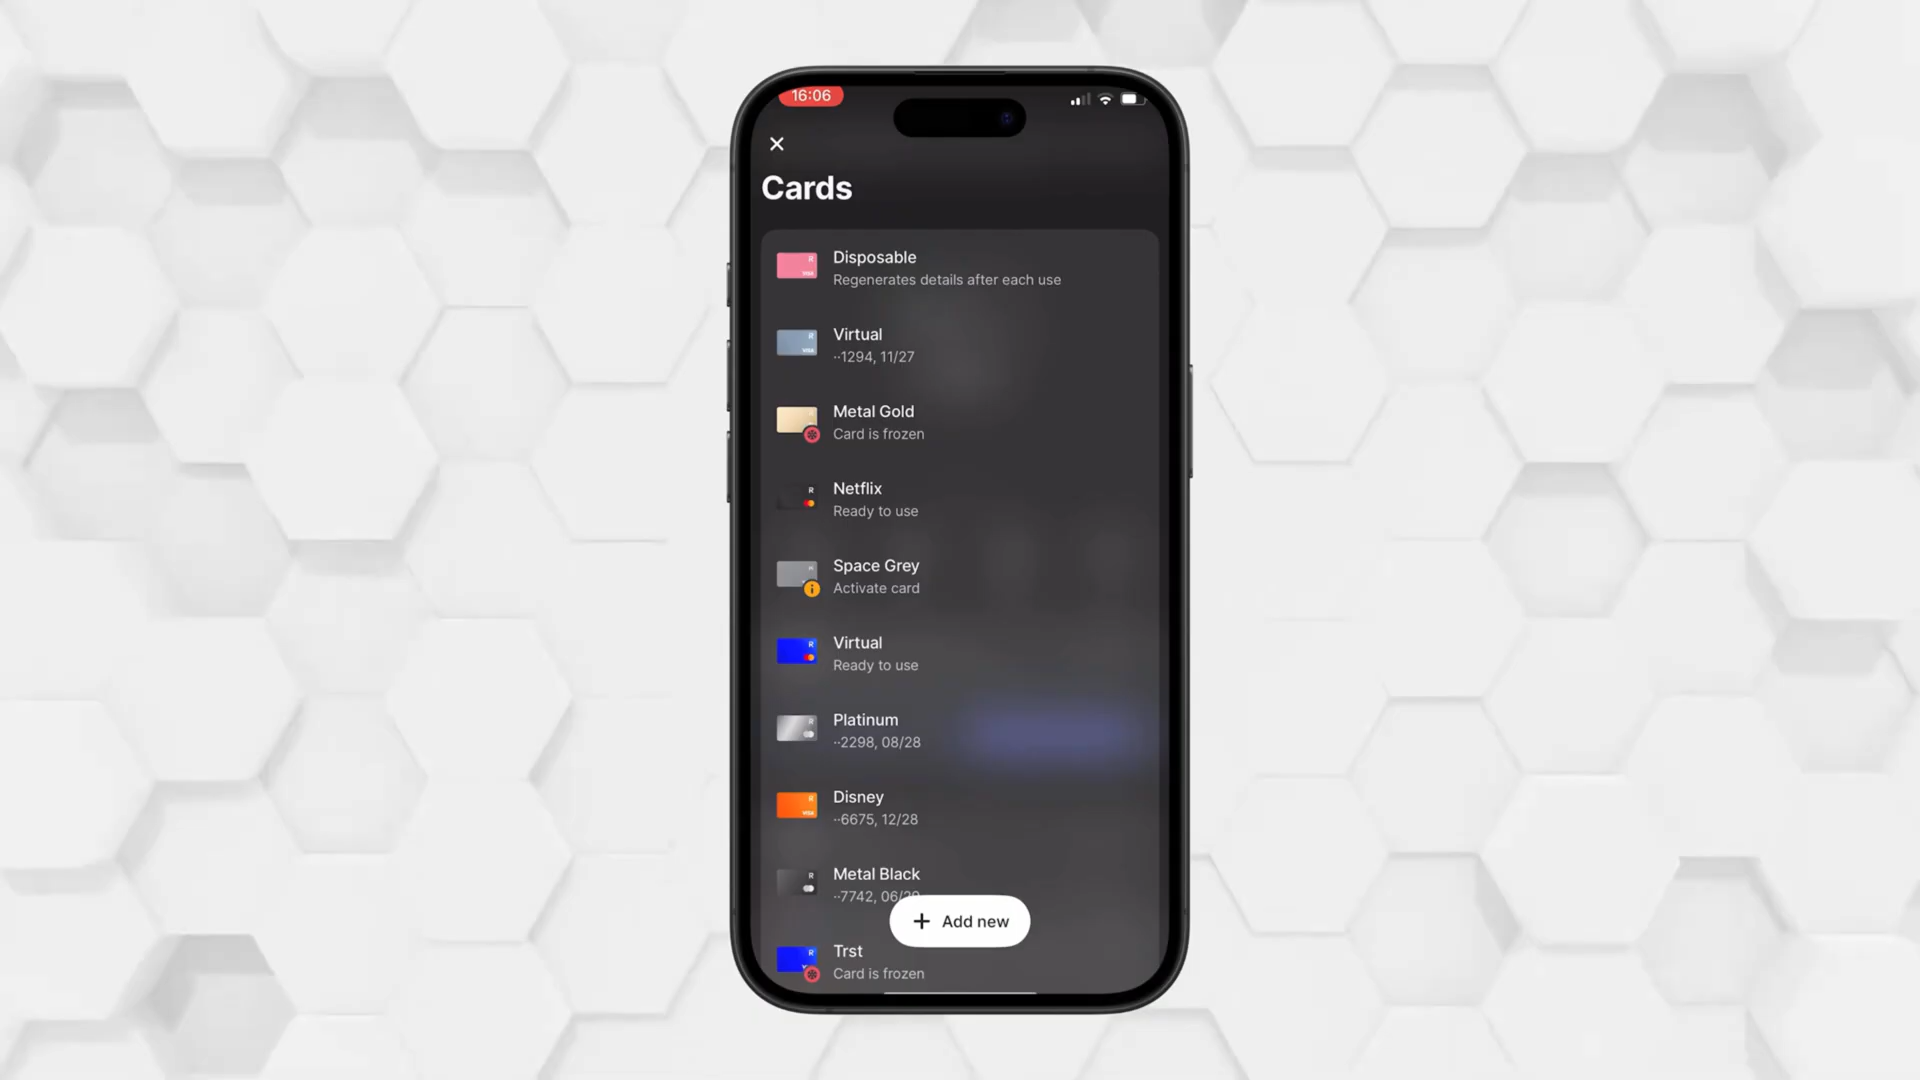 16:06
Cards
Disposable
Regenerates details after each use
Virtual
··1294, 11/27
Metal Gold
Card is frozen
Netflix
Ready to use
Space Grey
Activate card
Virtual
Ready to use
Platinum
··2298, 08/28
Disney
··6675, 12/28
Metal Black
··7742,
Add new
Trst
Card is frozen